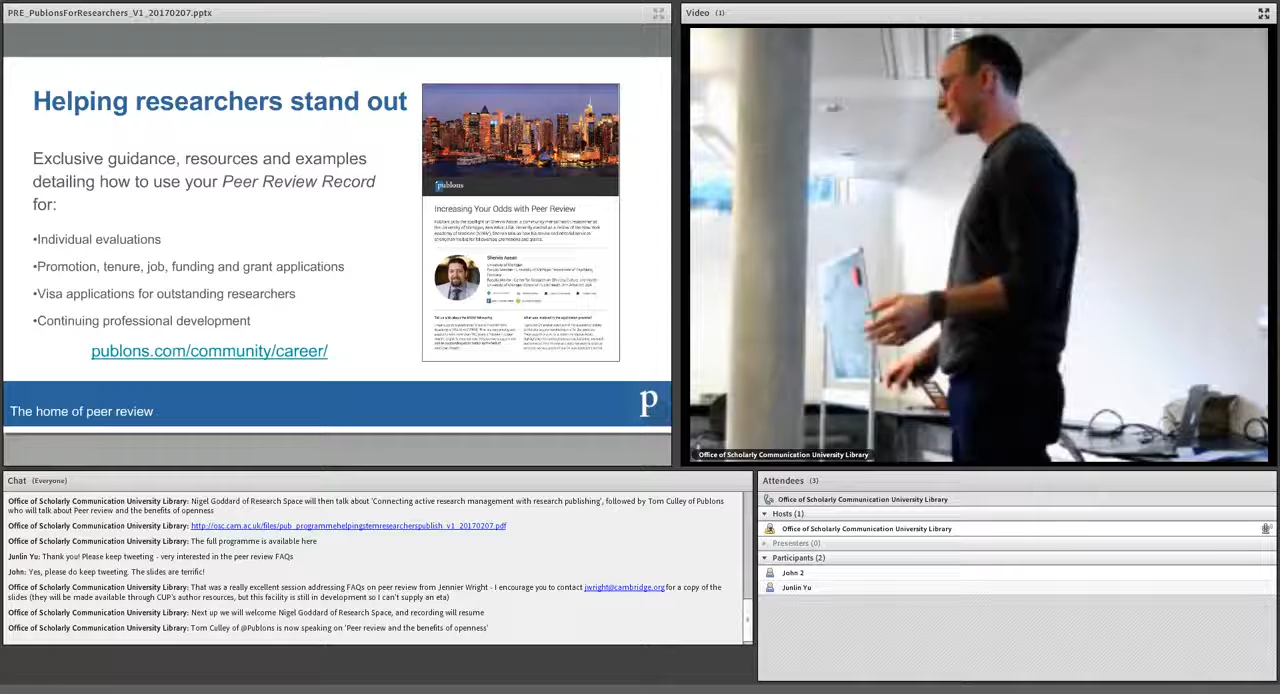 PRE_PublonsForResearchers_V1_20170207.pptx
Helping researchers stand out
Exclusive guidance, resources and examples
detailing how to use your Peer Review Record
for:
•Individual evaluations
•Promotion, tenure, job, funding and grant applications
•Visa applications for outstanding researchers
•Continuing professional development
publons.com/community/career/
publons
Increasing Your Odds with Peer Review
The home of peer review
p
Video (1)
Office of Scholarly Communication University Library
Chat (Everyone)
Office of Scholarly Communication University Library: Nigel Goddard of Research Space will then talk about 'Connecting active research management with research publishing', followed by Tom Culley of Publons
who will talk about Peer review and the benefits of openness
Office of Scholarly Communication University Library: http://osc.cam.ac.uk/files/pub_programmehelpingstemresearcherspublish_v1_20170207.pdf
Office of Scholarly Communication University Library: The full programme is available here
Junlin Yu: Thank you! Please keep tweeting - very interested in the peer review FAQs
John: Yes, please do keep tweeting. The slides are terrific!
Office of Scholarly Communication University Library: That was a really excellent session addressing FAQs on peer review from Jennier Wright - I encourage you to contact jwright@cambridge.org for a copy of the
slides (they will be made available through CUP's author resources, but this facility is still in development so I can't supply an eta)
Office of Scholarly Communication University Library: Next up we will welcome Nigel Goddard of Research Space, and recording will resume
Office of Scholarly Communication University Library: Tom Culley of @Publons is now speaking on 'Peer review and the benefits of openness'
Attendees (3)
Office of Scholarly Communication University Library
Hosts (1)
Office of Scholarly Communication University Library
Presenters (0)
Participants (2)
John 2
Junlin Yu